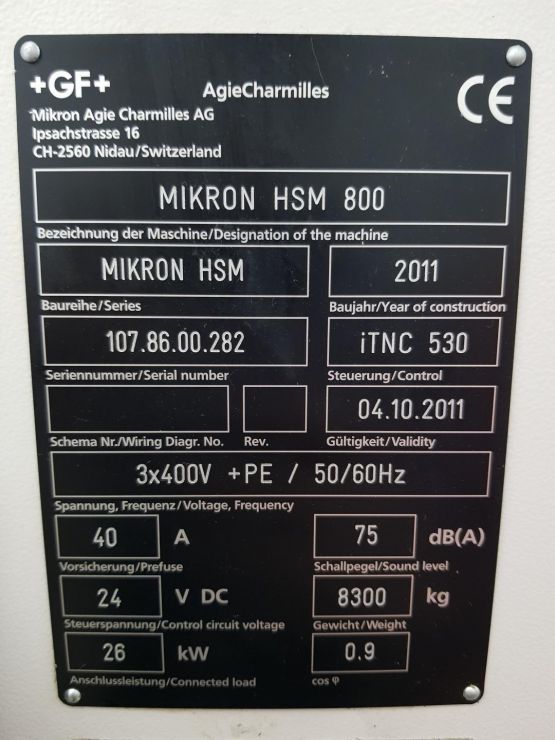 +GF+ AgieCharmilles CE
Mikron Agie Charmilles AG
Ipsachstrasse 16
CH-2560 Nidau/Switzerland
MIKRON HSM 800
Bezeichnung der Maschine/Designation of the machine
MIKRON HSM 2011
Baureihe/Series Baujahr/Year of construction
107.86.00.282 iTNC 530
Seriennummer/Serial number Steuerung/Control
04.10.2011
Schema Nr./Wiring Diagr. No. Rev. Gültigkeit/Validity
3x400V +PE / 50/60Hz
Spannung, Frequenz/Voltage, Frequency
40 A 75 dB(A)
Vorsicherung/Prefuse Schallpegel/Sound level
24 V DC 8300 kg
Steuerspannung/Control circuit voltage Gewicht/Weight
26 kW 0.9
Anschlussleistung/Connected load cos φ